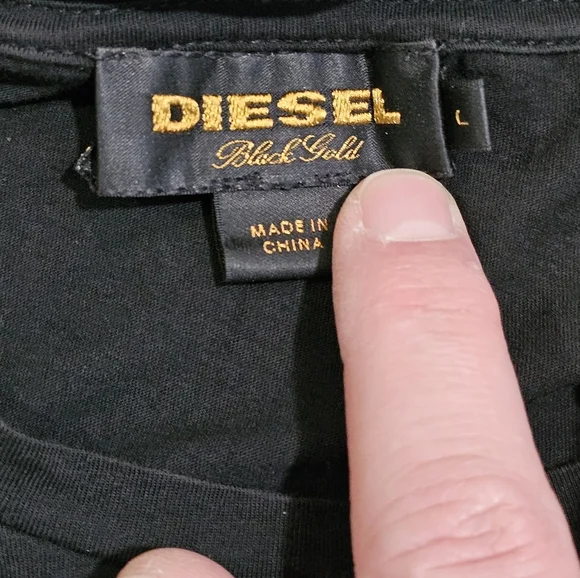 DIESEL
L
Black Gold
MADE IN
CHINA